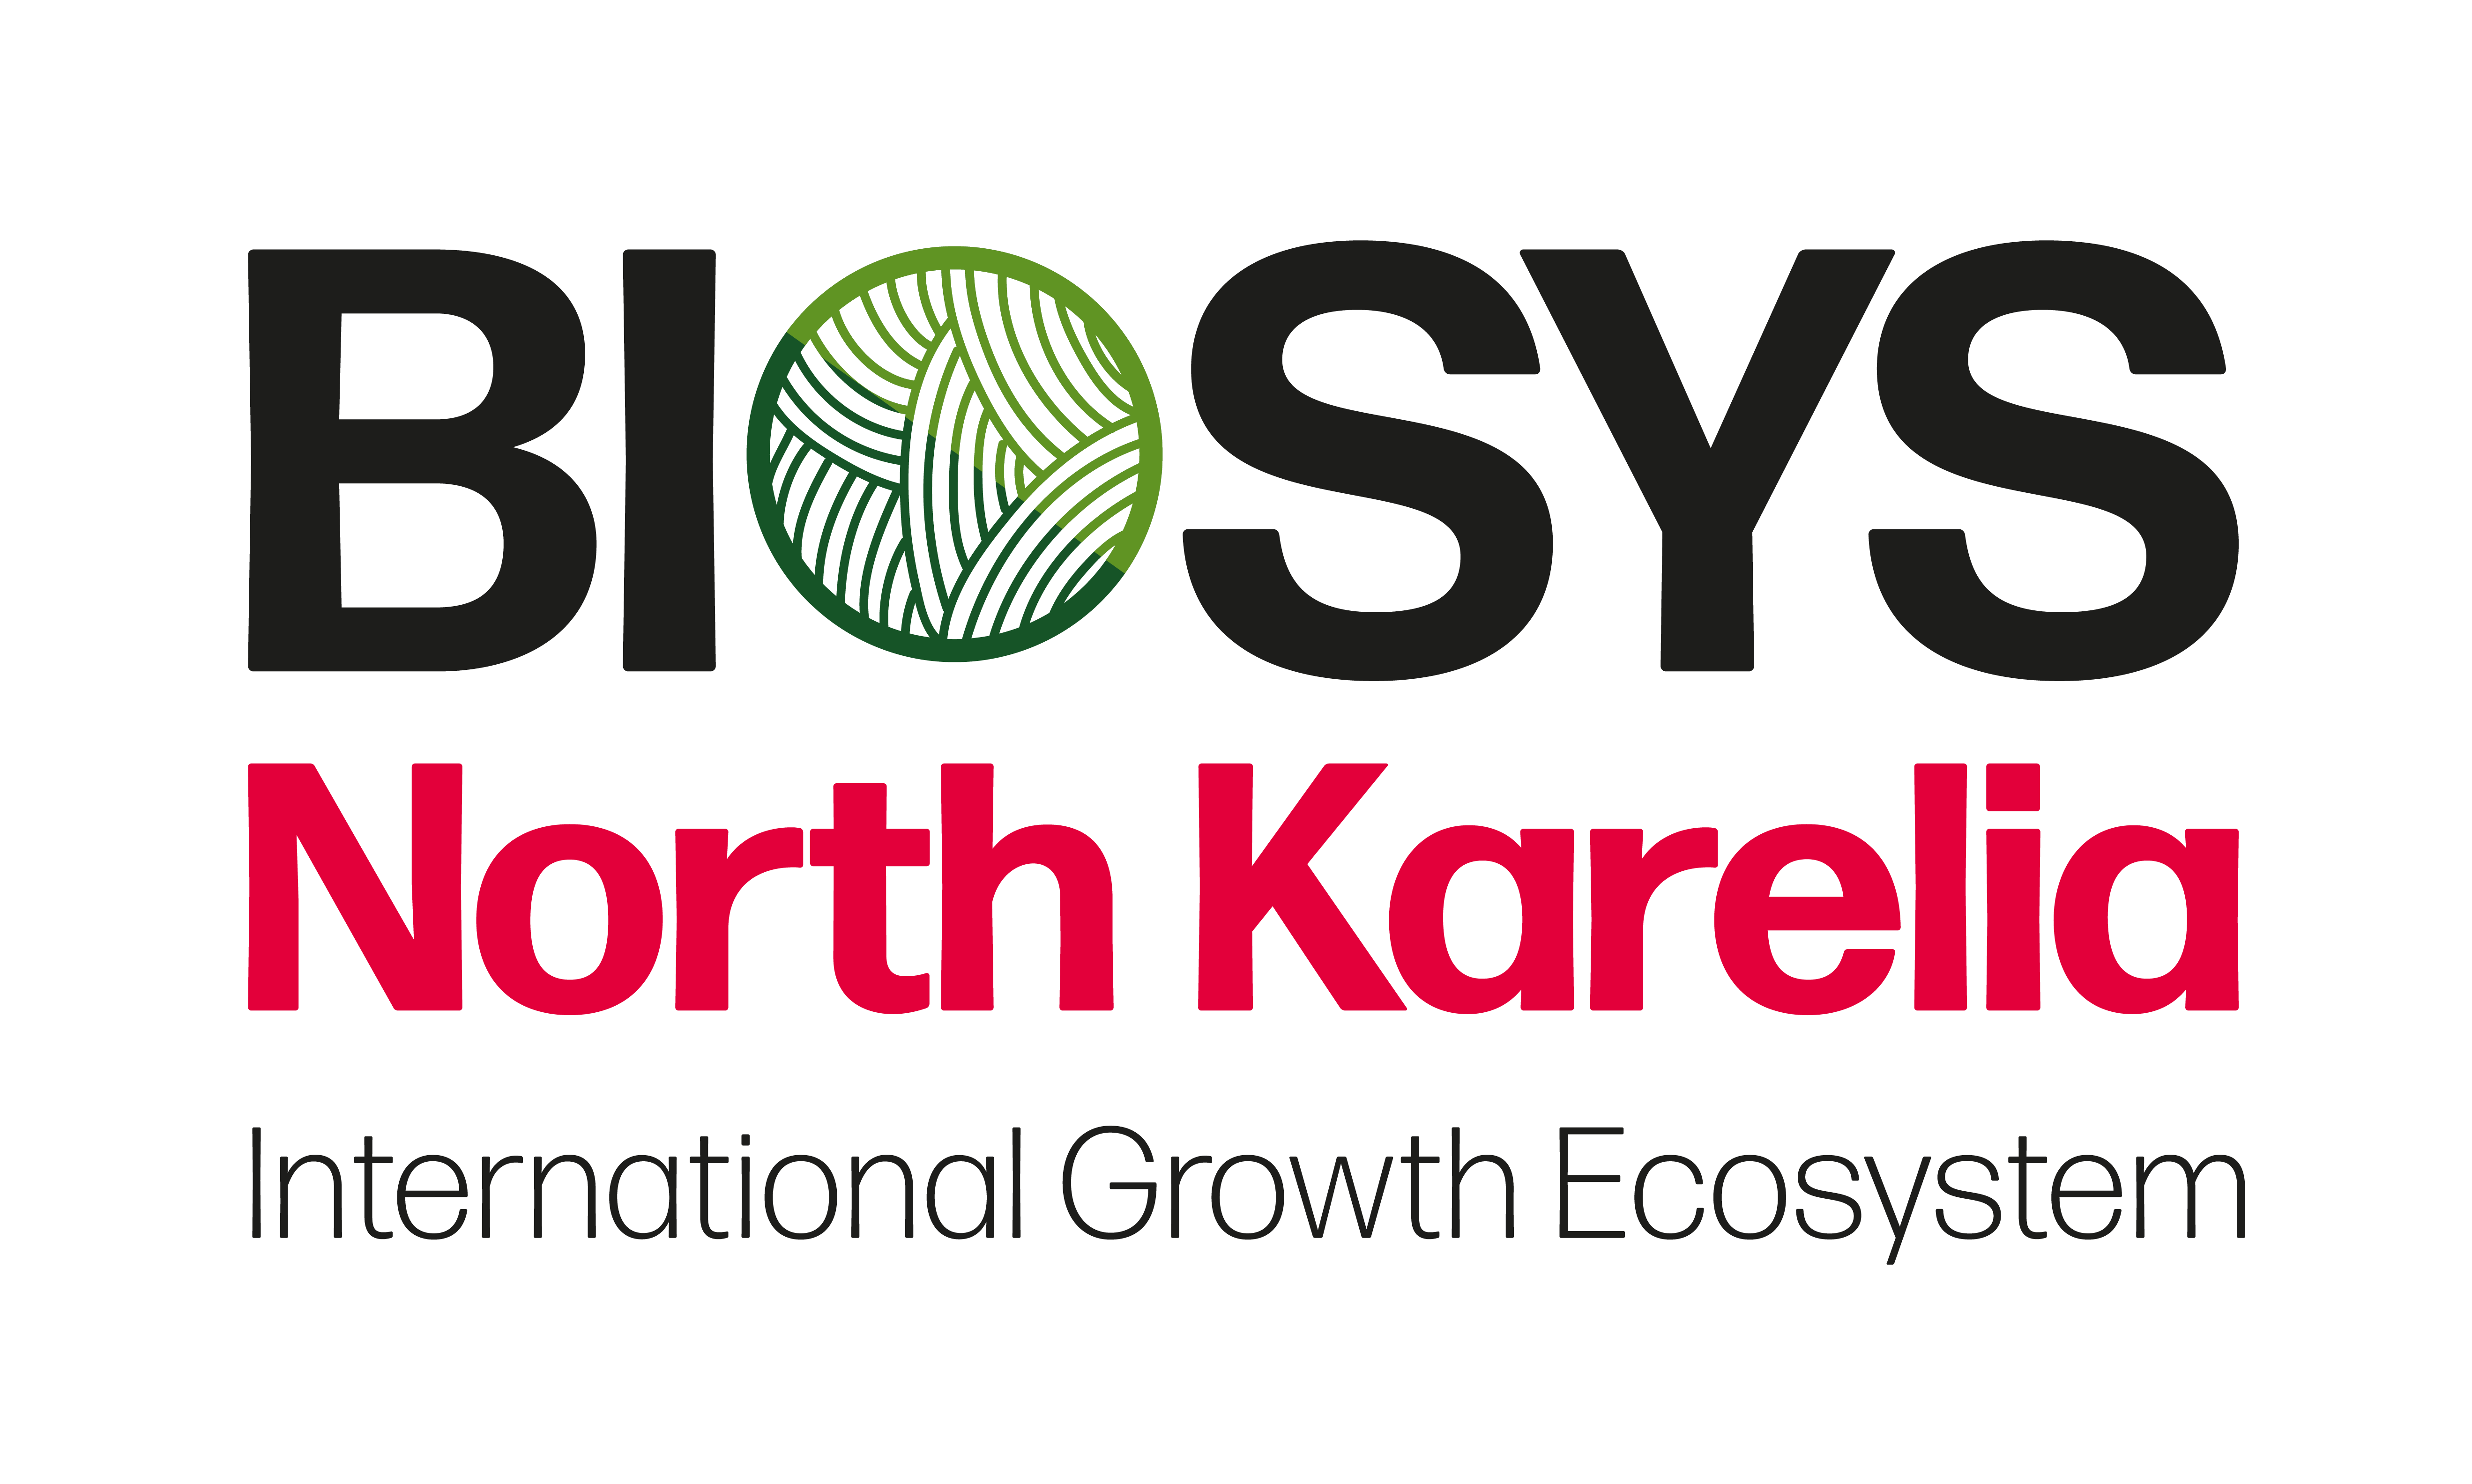 BIOSYS
North Karelia
International Growth Ecosystem